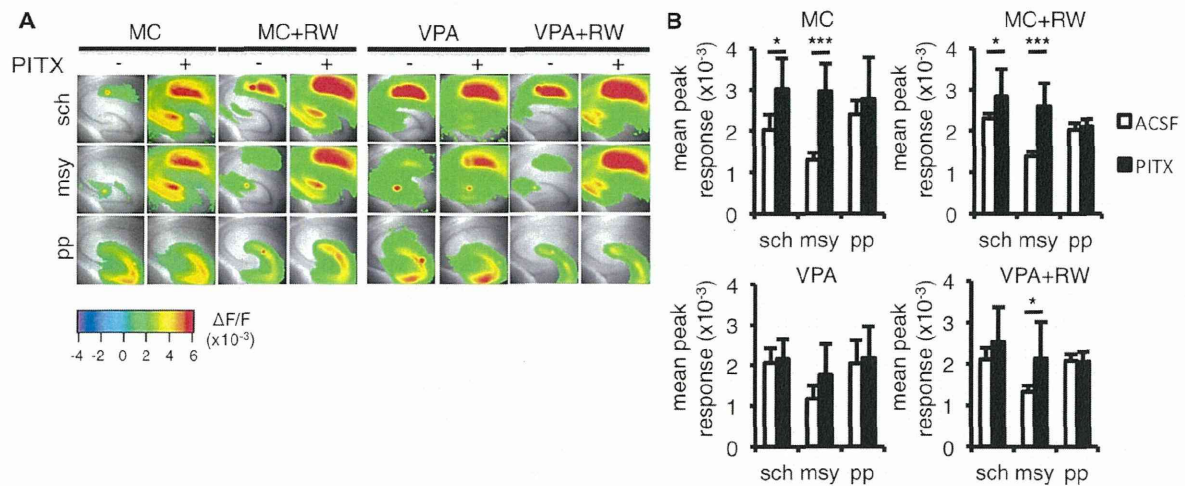 A
MC MC+RW VPA VPA+RW
PITX - + - + - + - +
sch
msy
pp
ΔF/F
(x10-3)
-4 -2 0 2 4 6
B
MC
mean peak
response (x10-3)
4
3
2
1
0
* ***
sch msy pp
MC+RW
mean peak
response (x10-3)
4
3
2
1
0
* ***
sch msy pp
ACSF
PITX
VPA
mean peak
response (x10-3)
4
3
2
1
0
sch msy pp
VPA+RW
mean peak
response (x10-3)
4
3
2
1
0
*
sch msy pp